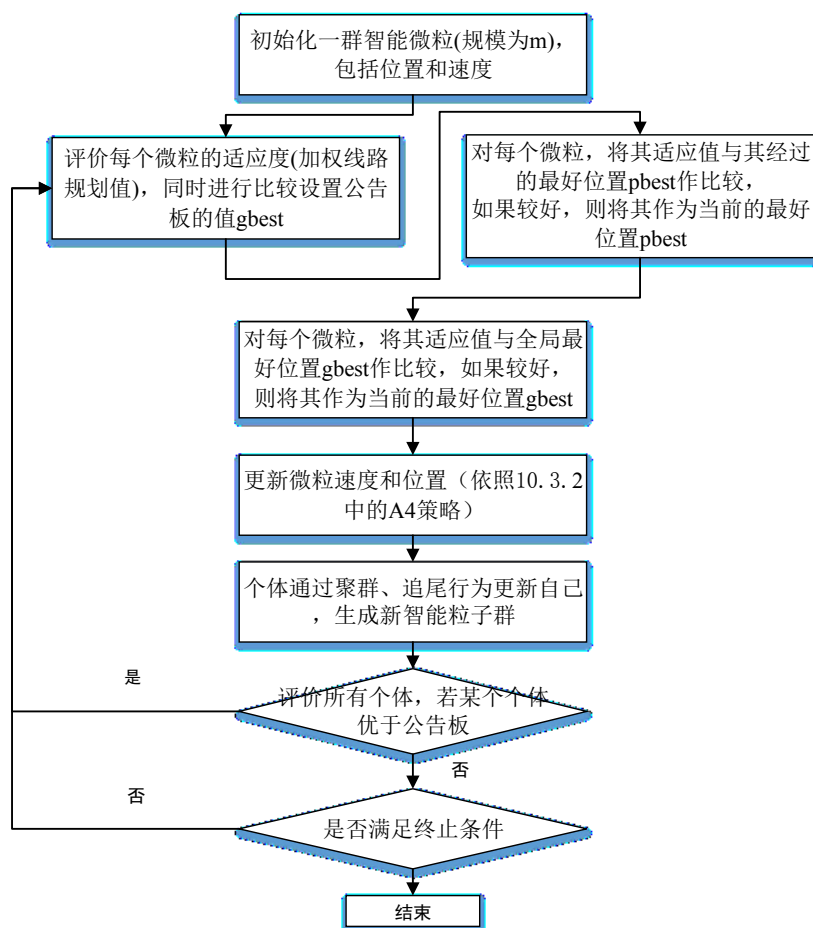 初始化一群智能微粒(规模为m),
包括位置和速度
评价每个微粒的适应度(加权线路
规划值)，同时进行比较设置公告
板的值gbest
对每个微粒，将其适应值与其经过
的最好位置pbest作比较，
如果较好，则将其作为当前的最好
位置pbest
对每个微粒，将其适应值与全局最
好位置gbest作比较，如果较好，
则将其作为当前的最好位置gbest
更新微粒速度和位置（依照10.3.2
中的A4策略）
个体通过聚群、追尾行为更新自己
，生成新智能粒子群
是
评价所有个体，若某个个体
优于公告板
否
否
是否满足终止条件
结束